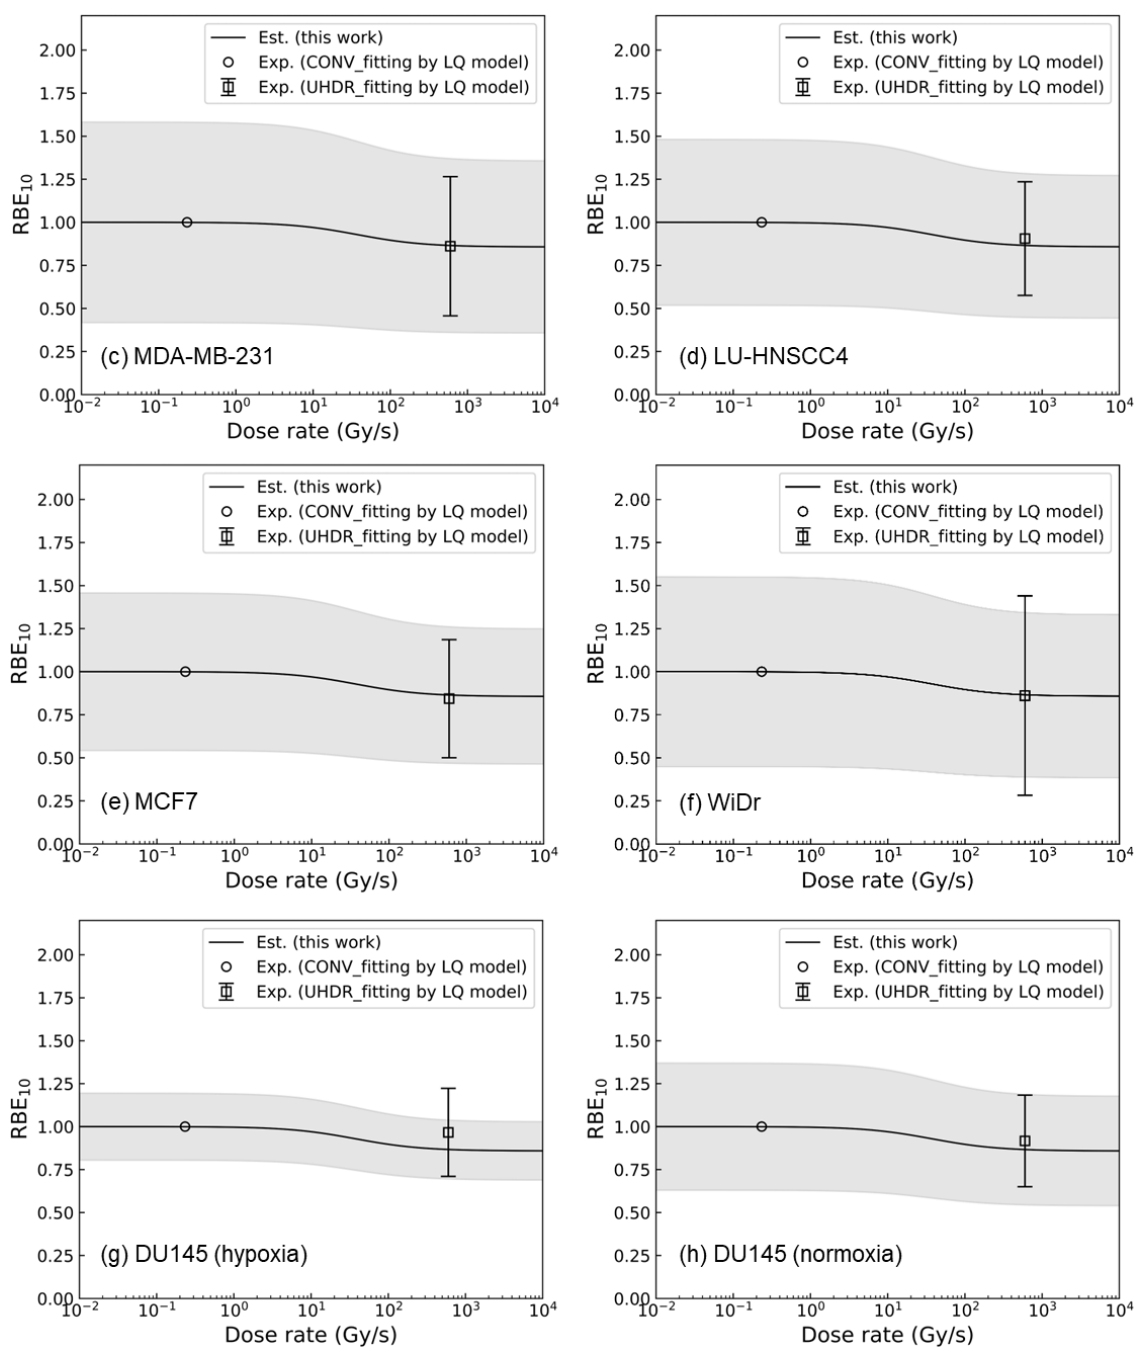 Est. (this work)
Exp. (CONV_fitting by LQ model)
Exp. (UHDR_fitting by LQ model)
2.00
1.75
1.50
1.25
1.00
0.75
0.50
0.25
0.00
RBE₁₀
(c) MDA-MB-231
10⁻² 10⁻¹ 10⁰ 10¹ 10² 10³ 10⁴
Dose rate (Gy/s)
Est. (this work)
Exp. (CONV_fitting by LQ model)
Exp. (UHDR_fitting by LQ model)
2.00
1.75
1.50
1.25
1.00
0.75
0.50
0.25
0.00
RBE₁₀
(d) LU-HNSCC4
10⁻² 10⁻¹ 10⁰ 10¹ 10² 10³ 10⁴
Dose rate (Gy/s)
Est. (this work)
Exp. (CONV_fitting by LQ model)
Exp. (UHDR_fitting by LQ model)
2.00
1.75
1.50
1.25
1.00
0.75
0.50
0.25
0.00
RBE₁₀
(e) MCF7
10⁻² 10⁻¹ 10⁰ 10¹ 10² 10³ 10⁴
Dose rate (Gy/s)
Est. (this work)
Exp. (CONV_fitting by LQ model)
Exp. (UHDR_fitting by LQ model)
2.00
1.75
1.50
1.25
1.00
0.75
0.50
0.25
0.00
RBE₁₀
(f) WiDr
10⁻² 10⁻¹ 10⁰ 10¹ 10² 10³ 10⁴
Dose rate (Gy/s)
Est. (this work)
Exp. (CONV_fitting by LQ model)
Exp. (UHDR_fitting by LQ model)
2.00
1.75
1.50
1.25
1.00
0.75
0.50
0.25
0.00
RBE₁₀
(g) DU145 (hypoxia)
10⁻² 10⁻¹ 10⁰ 10¹ 10² 10³ 10⁴
Dose rate (Gy/s)
Est. (this work)
Exp. (CONV_fitting by LQ model)
Exp. (UHDR_fitting by LQ model)
2.00
1.75
1.50
1.25
1.00
0.75
0.50
0.25
0.00
RBE₁₀
(h) DU145 (normoxia)
10⁻² 10⁻¹ 10⁰ 10¹ 10² 10³ 10⁴
Dose rate (Gy/s)